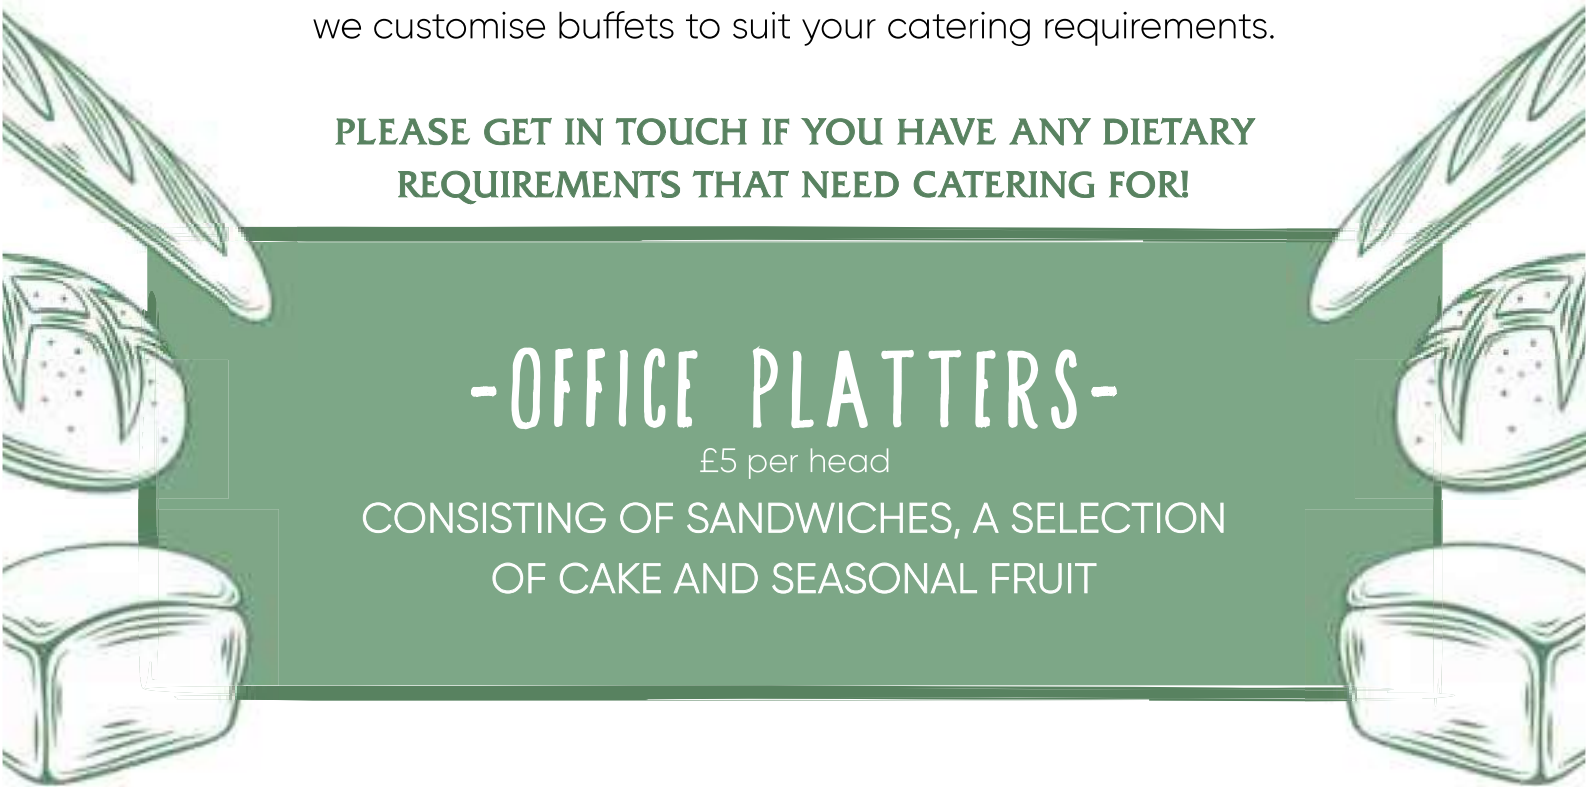 we customise buffets to suit your catering requirements.
PLEASE GET IN TOUCH IF YOU HAVE ANY DIETARY
REQUIREMENTS THAT NEED CATERING FOR!
-OFFICE PLATTERS-
£5 per head
CONSISTING OF SANDWICHES, A SELECTION
OF CAKE AND SEASONAL FRUIT